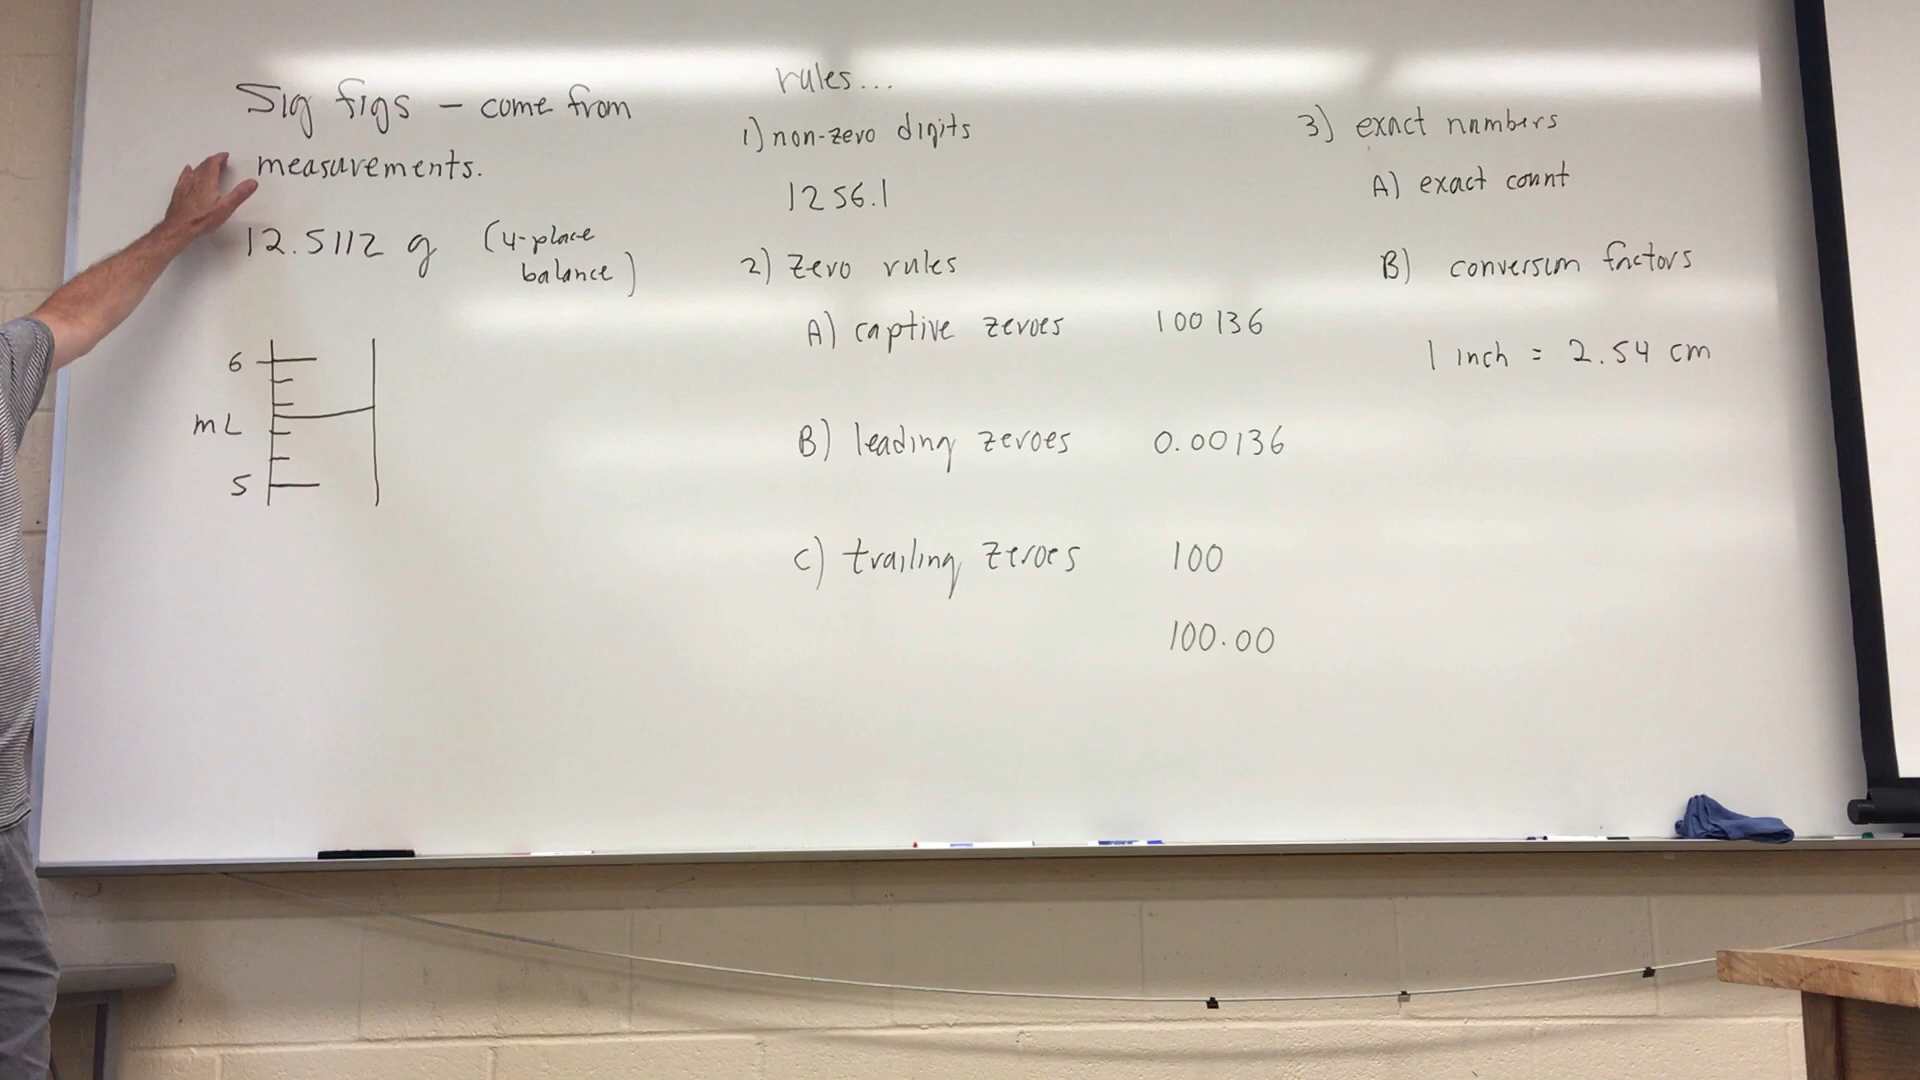 Sig figs – come from
measurements.
12.5112 g (4-place
balance)
6
mL
5
rules...
1) non-zero digits
1256.1
2) Zero rules
A) captive zeroes 100136
B) leading zeroes 0.00136
C) trailing zeroes 100
100.00
3) exact numbers
A) exact count
B) conversion factors
1 inch = 2.54 cm